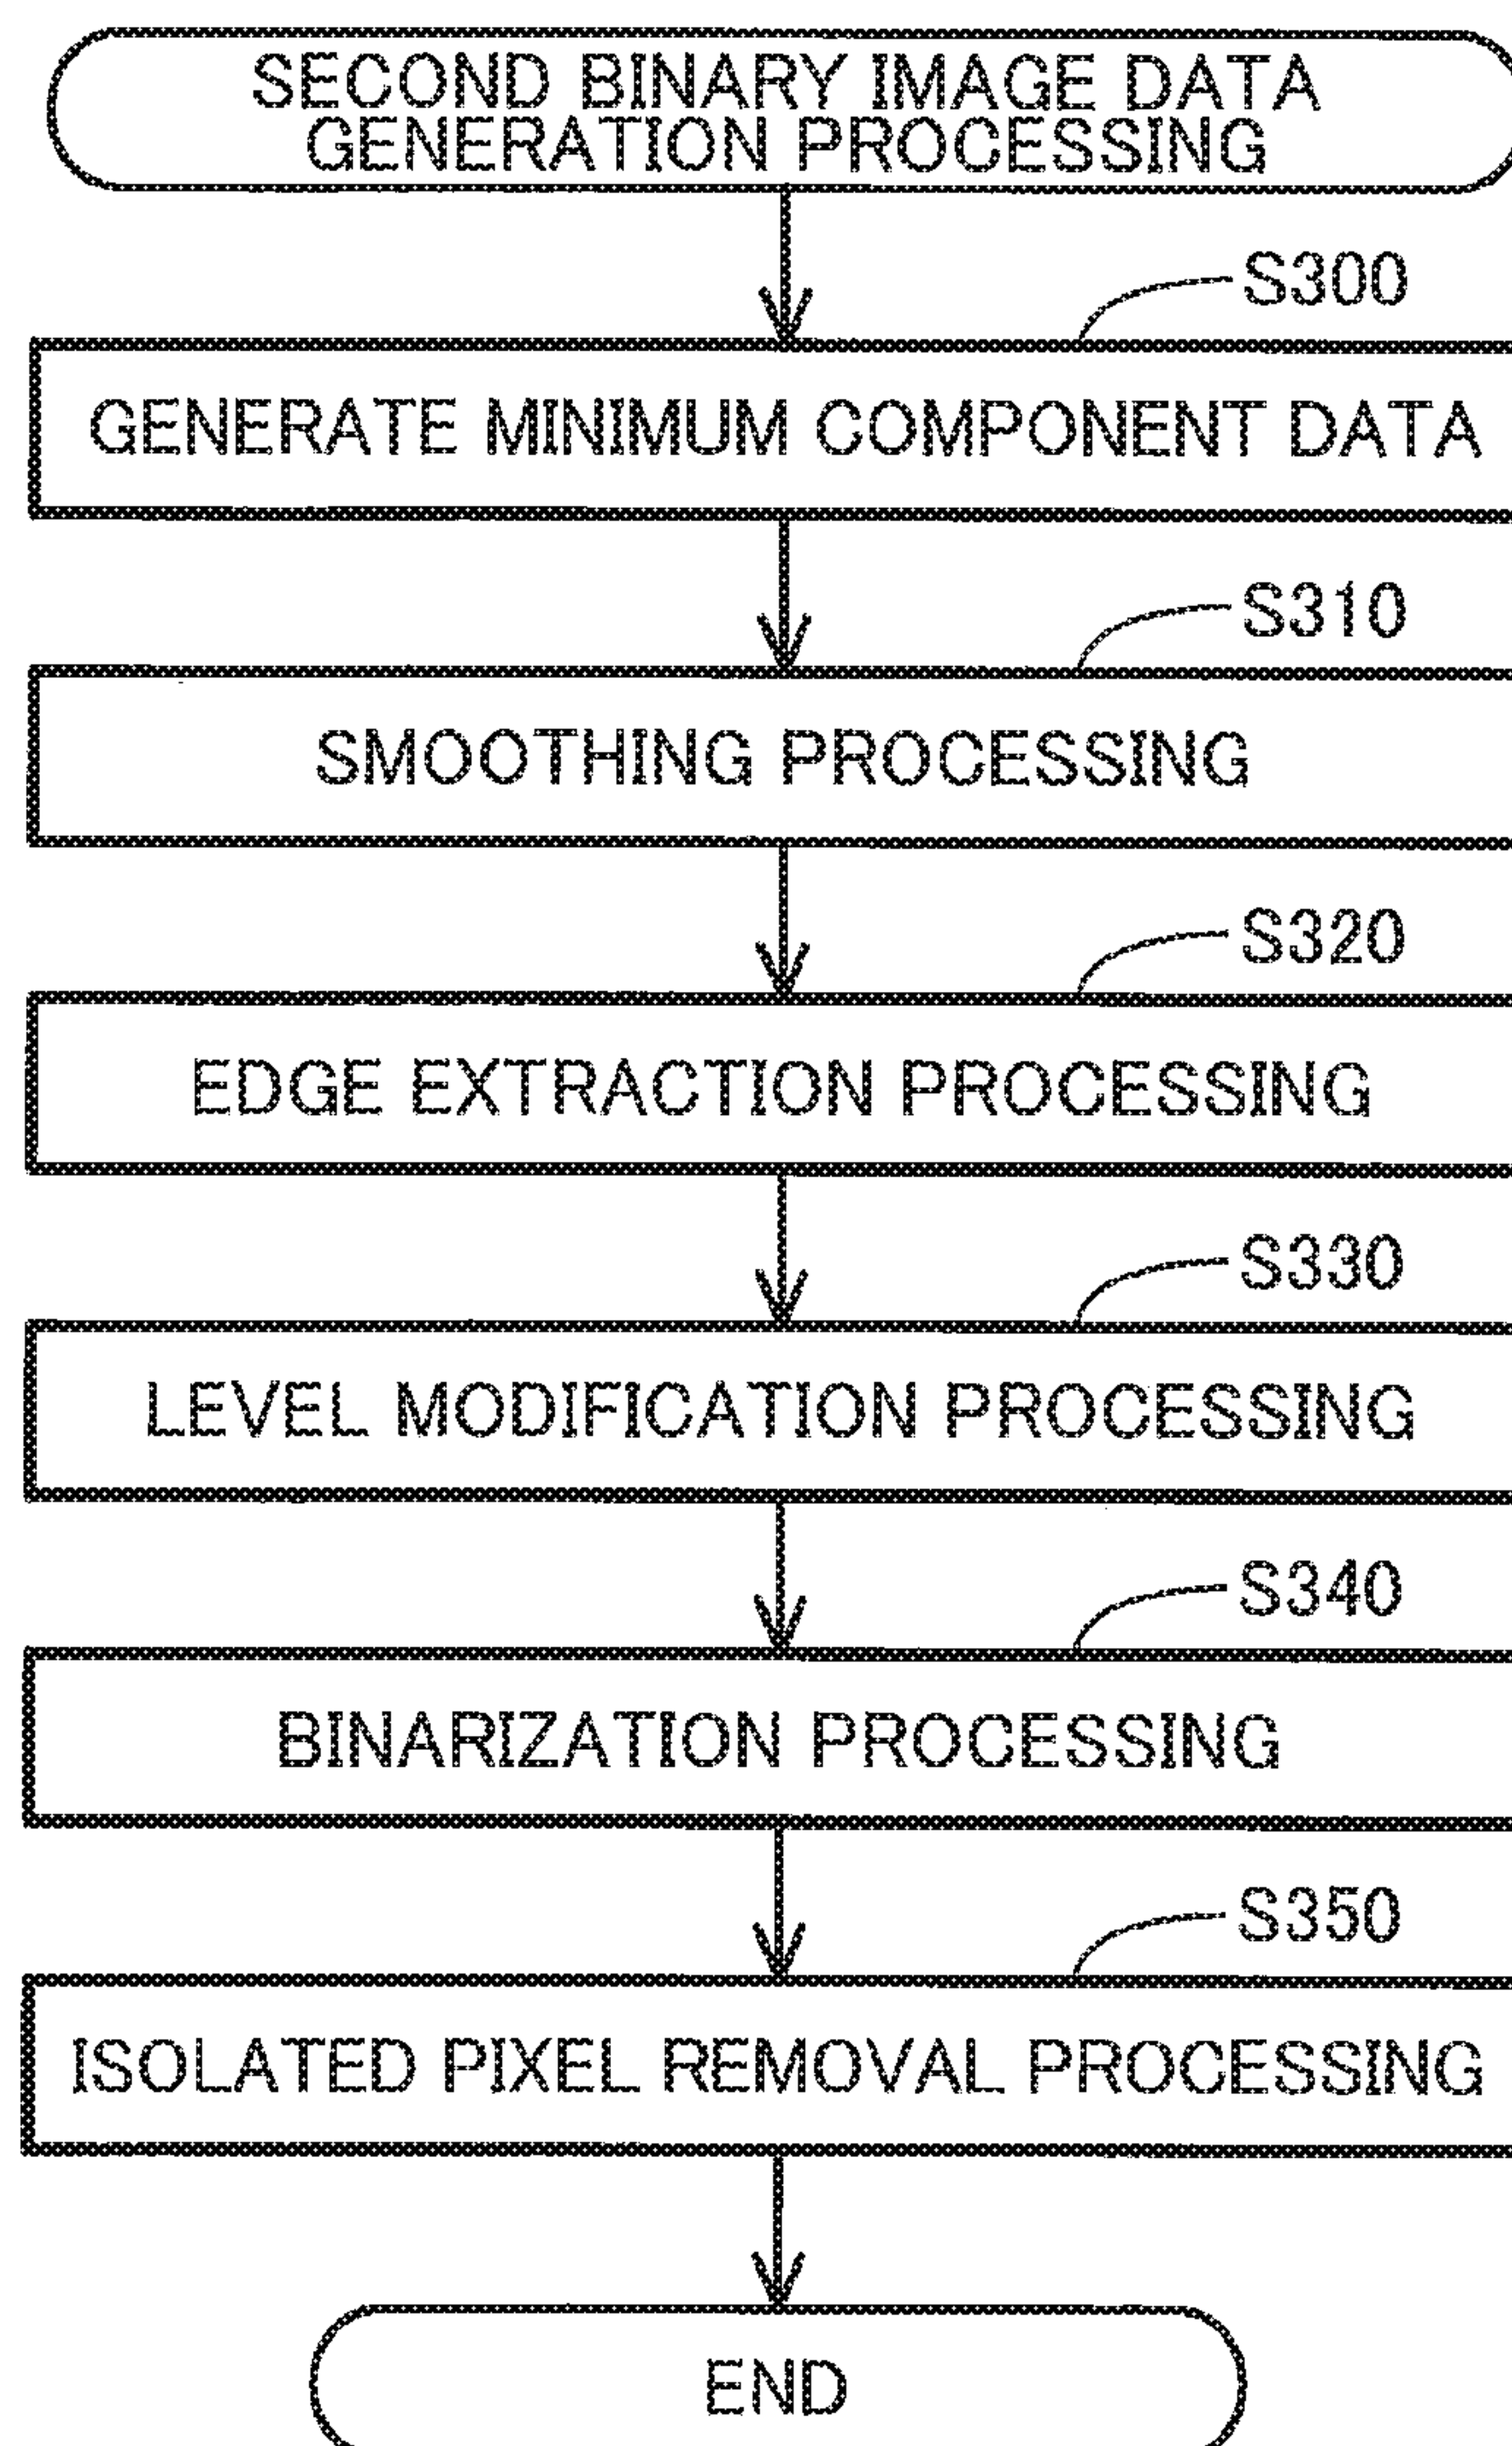 SECOND BINARY IMAGE DATA
GENERATION PROCESSING
S300
GENERATE MINIMUM COMPONENT DATA
S310
SMOOTHING PROCESSING
S320
EDGE EXTRACTION PROCESSING
S330
LEVEL MODIFICATION PROCESSING
S340
BINARIZATION PROCESSING
S350
ISOLATED PIXEL REMOVAL PROCESSING
END